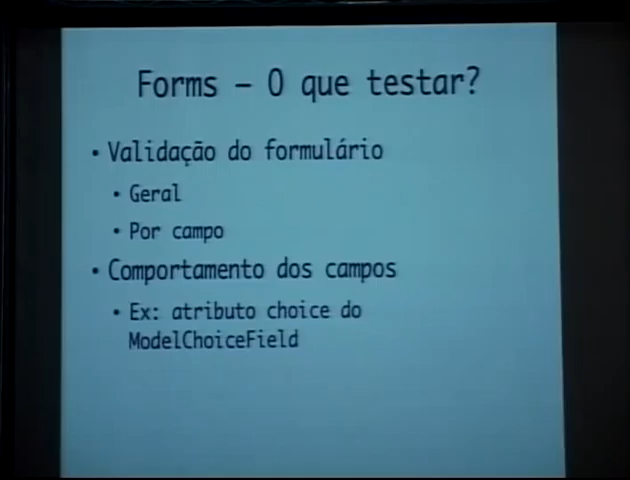 Forms – O que testar?
• Validação do formulário
• Geral
• Por campo
• Comportamento dos campos
• Ex: atributo choice do
ModelChoiceField